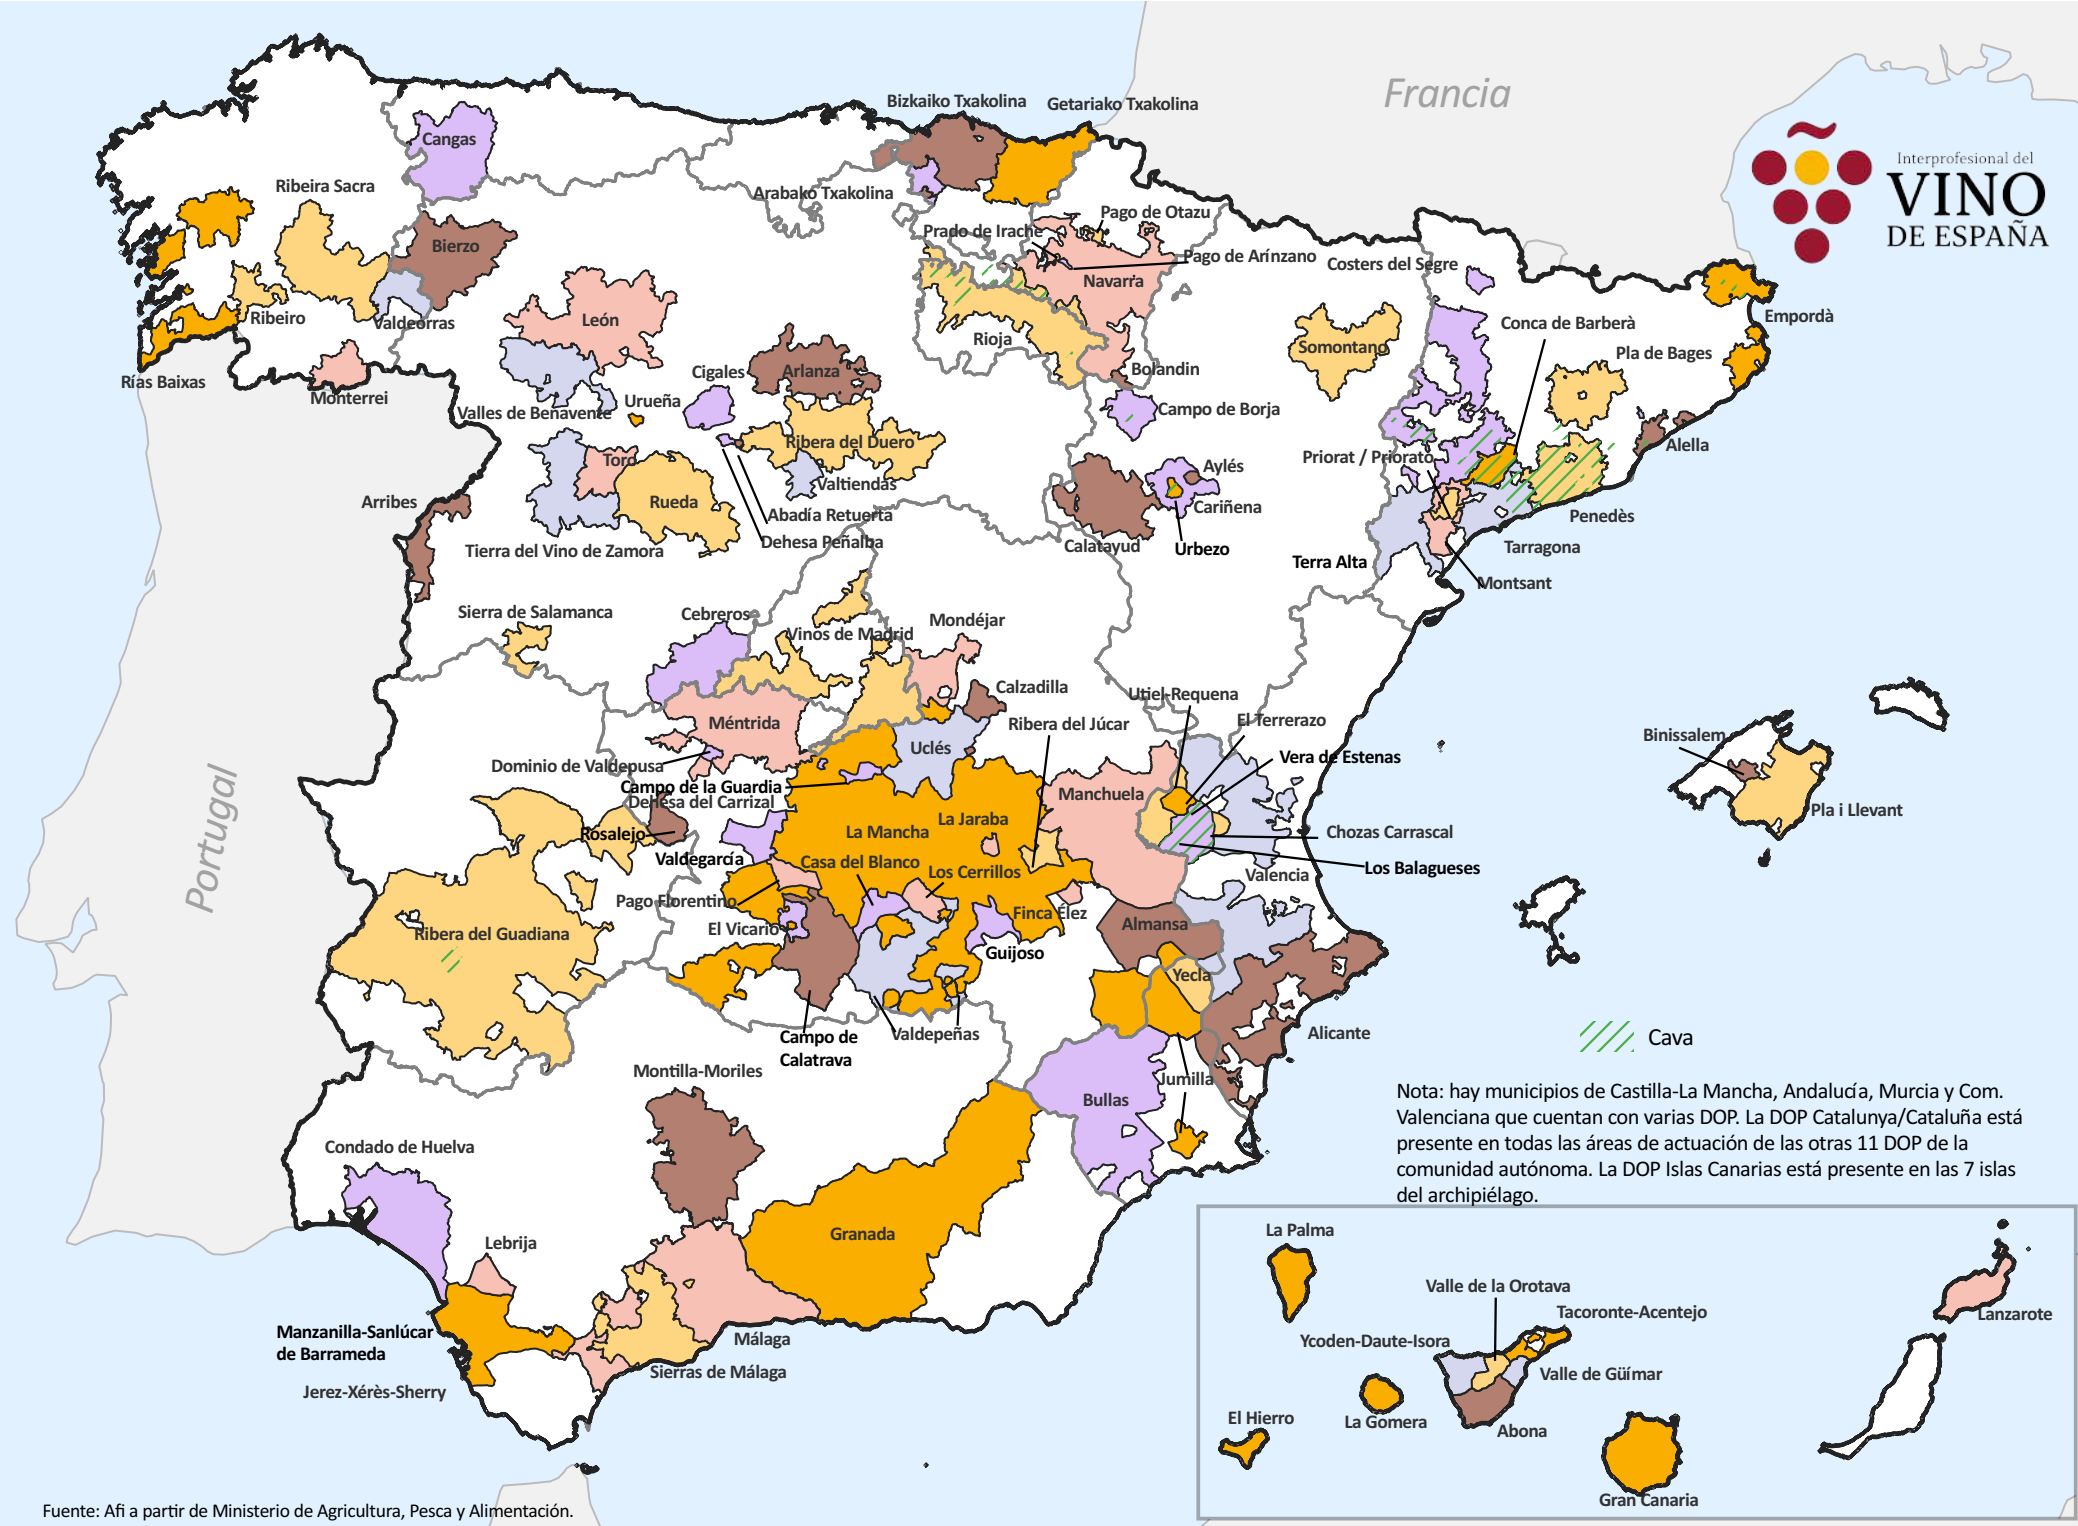 Francia
Interprofesional del
VINO
DE ESPAÑA
Bizkaiko Txakolina
Getariako Txakolina
Cangas
Ribeira Sacra
Arabako Txakolina
Pago de Otazu
Prado de Irache
Bierzo
Pago de Arínzano
Costers del Segre
Navarra
Ribeiro
Valdeorras
León
Rioja
Conca de Barberà
Empordà
Somontano
Pla de Bages
Rías Baixas
Monterrei
Cigales
Arlanza
Bolandin
Urueña
Valles de Benavente
Campo de Borja
Ribera del Duero
Alella
Toro
Priorat / Priorato
Aylés
Valtiendas
Arribes
Rueda
Cariñena
Abadía Retuerta
Penedès
Tierra del Vino de Zamora
Dehesa Peñalba
Calatayud
Urbezo
Tarragona
Terra Alta
Montsant
Sierra de Salamanca
Cebreros
Vinos de Madrid
Mondéjar
Calzadilla
Utiel-Requena
Méntrida
Ribera del Júcar
El Terrerazo
Binissalem
Uclés
Vera de Estenas
Dominio de Valdepusa
Campo de la Guardia
Dehesa del Carrizal
Manchuela
Pla i Llevant
La Jaraba
La Mancha
Rosalejo
Chozas Carrascal
Portugal
Valdegarcía
Casa del Blanco
Los Cerrillos
Los Balagueses
Valencia
Pago Florentino
Finca Élez
El Vicario
Almansa
Ribera del Guadiana
Guijoso
Yecla
Valdepeñas
Alicante
Campo de
Calatrava
Cava
Montilla-Moriles
Jumilla
Bullas
Nota: hay municipios de Castilla-La Mancha, Andalucía, Murcia y Com.
Valenciana que cuentan con varias DOP. La DOP Catalunya/Cataluña está
presente en todas las áreas de actuación de las otras 11 DOP de la
comunidad autónoma. La DOP Islas Canarias está presente en las 7 islas
del archipiélago.
Condado de Huelva
Granada
Lebrija
La Palma
Valle de la Orotava
Tacoronte-Acentejo
Lanzarote
Manzanilla-Sanlúcar
de Barrameda
Málaga
Ycoden-Daute-Isora
Sierras de Málaga
Valle de Güímar
Jerez-Xérès-Sherry
El Hierro
La Gomera
Abona
Gran Canaria
Fuente: Afi a partir de Ministerio de Agricultura, Pesca y Alimentación.